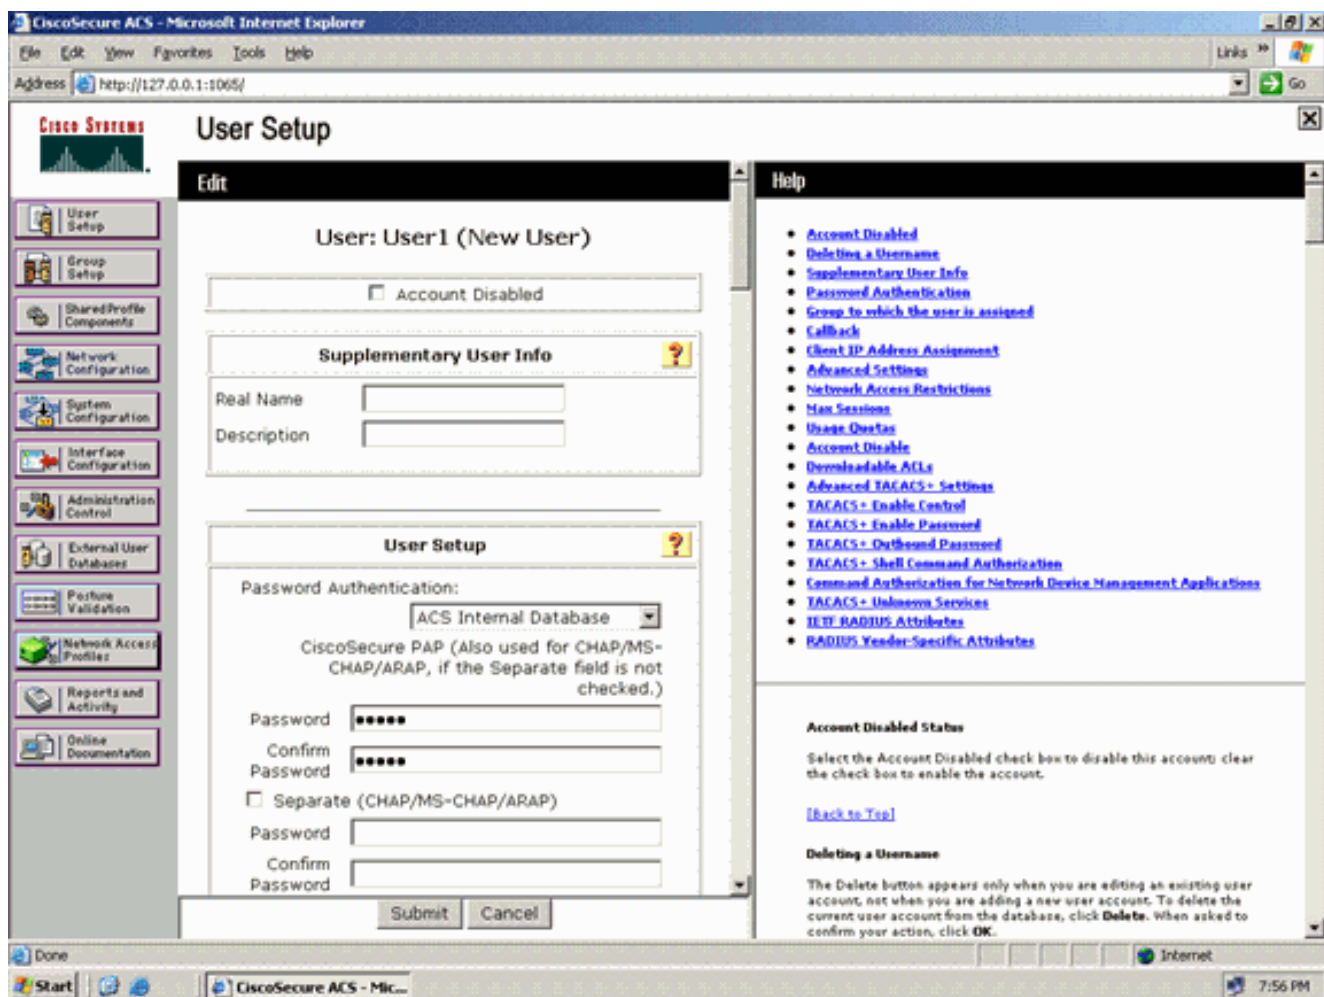 CiscoSecure ACS - Microsoft Internet Explorer
File Edit View Favorites Tools Help
Links »
Address http://127.0.0.1:1065/
Go
CISCO SYSTEMS
User Setup
Edit
Help
User Setup
Group Setup
Shared Profile Components
Network Configuration
System Configuration
Interface Configuration
Administration Control
External User Databases
Posture Validation
Network Access Profiles
Reports and Activity
Online Documentation
User: User1 (New User)
Account Disabled
Supplementary User Info
?
Real Name
Description
User Setup
?
Password Authentication:
ACS Internal Database
CiscoSecure PAP (Also used for CHAP/MS-
CHAP/ARAP, if the Separate field is not
checked.)
Password •••••
Confirm
Password •••••
Separate (CHAP/MS-CHAP/ARAP)
Password
Confirm
Password
Submit Cancel
• Account Disabled
• Deleting a Username
• Supplementary User Info
• Password Authentication
• Group to which the user is assigned
• Callback
• Client IP Address Assignment
• Advanced Settings
• Network Access Restrictions
• Max Sessions
• Usage Quotas
• Account Disable
• Downloadable ACLs
• Advanced TACACS+ Settings
• TACACS+ Enable Control
• TACACS+ Enable Password
• TACACS+ Outbound Password
• TACACS+ Shell Command Authorization
• Command Authorization for Network Device Management Applications
• TACACS+ Unknown Services
• IETF RADIUS Attributes
• RADIUS Vendor-Specific Attributes
Account Disabled Status
Select the Account Disabled check box to disable this account; clear
the check box to enable the account.
[Back to Top]
Deleting a Username
The Delete button appears only when you are editing an existing user
account, not when you are adding a new user account. To delete the
current user account from the database, click Delete. When asked to
confirm your action, click OK.
Done
Internet
Start
CiscoSecure ACS - Mic...
7:56 PM